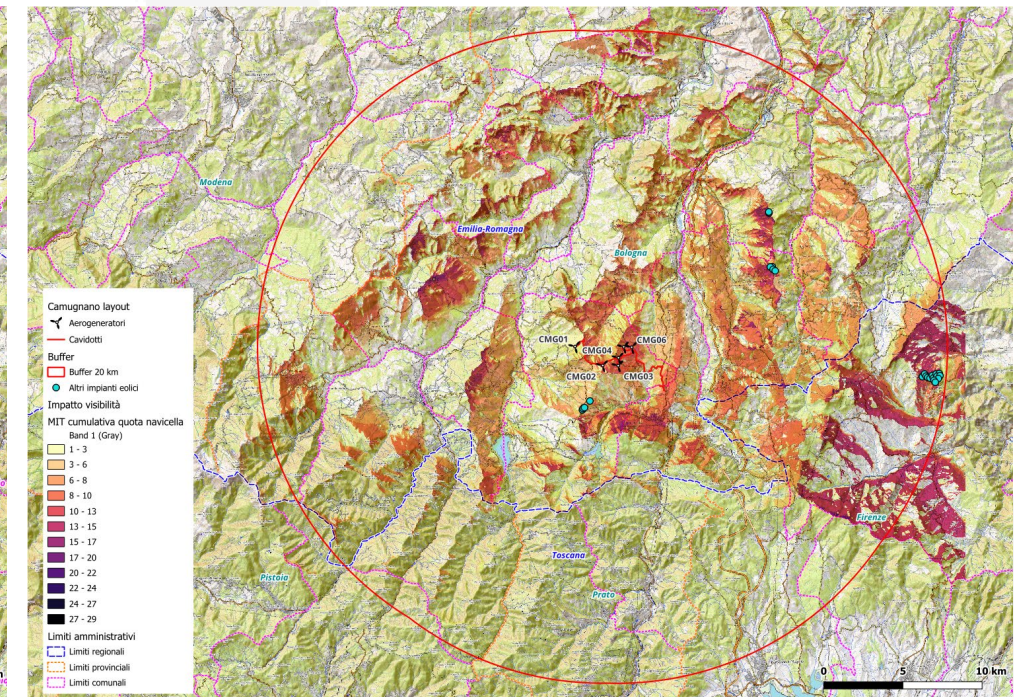 Modena
Emilia-Romagna
Bologna
CMG01
CMG04
CMG06
CMG02
CMG03
Firenze
Toscana
Pistoia
Prato
Camugnano layout
Aerogeneratori
Cavidotti
Buffer
Buffer 20 km
Altri impianti eolici
Impatto visibilità
MIT cumulativa quota navicella
Band 1 (Gray)
1 - 3
3 - 6
6 - 8
8 - 10
10 - 13
13 - 15
15 - 17
17 - 20
20 - 22
22 - 24
24 - 27
27 - 29
Limiti amministrativi
Limiti regionali
Limiti provinciali
Limiti comunali
0 5 10 km